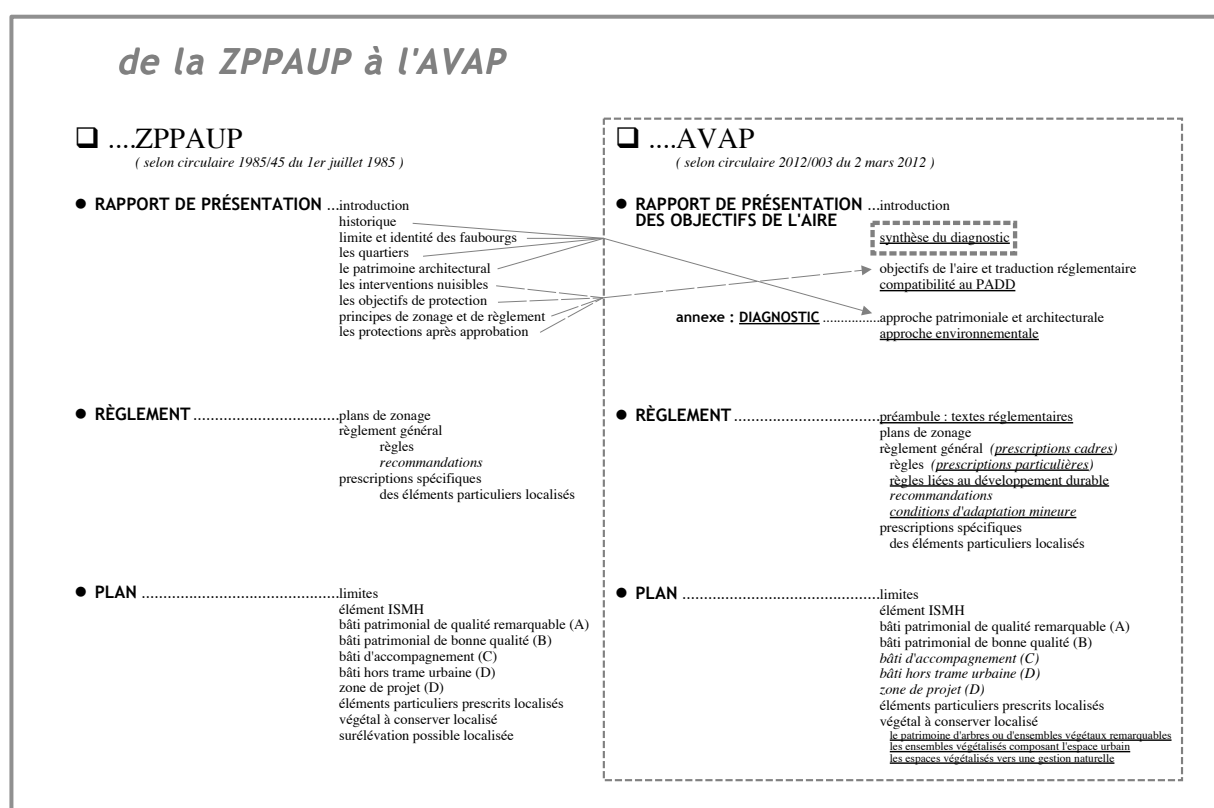 de la ZPPAUP à l'AVAP
❑ ....ZPPAUP
( selon circulaire 1985/45 du 1er juillet 1985 )
● RAPPORT DE PRÉSENTATION ...introduction
historique
limite et identité des faubourgs
les quartiers
le patrimoine architectural
les interventions nuisibles
les objectifs de protection
principes de zonage et de règlement
les protections après approbation
● RÈGLEMENT ..................................plans de zonage
règlement général
règles
recommandations
prescriptions spécifiques
des éléments particuliers localisés
● PLAN ..............................................limites
élément ISMH
bâti patrimonial de qualité remarquable (A)
bâti patrimonial de bonne qualité (B)
bâti d'accompagnement (C)
bâti hors trame urbaine (D)
zone de projet (D)
éléments particuliers prescrits localisés
végétal à conserver localisé
surélévation possible localisée
❑ ....AVAP
( selon circulaire 2012/003 du 2 mars 2012 )
● RAPPORT DE PRÉSENTATION ...introduction
DES OBJECTIFS DE L'AIRE
synthèse du diagnostic
objectifs de l'aire et traduction réglementaire
compatibilité au PADD
annexe : DIAGNOSTIC ................approche patrimoniale et architecturale
approche environnementale
● RÈGLEMENT ..................................préambule : textes réglementaires
plans de zonage
règlement général (prescriptions cadres)
règles (prescriptions particulières)
règles liées au développement durable
recommandations
conditions d'adaptation mineure
prescriptions spécifiques
des éléments particuliers localisés
● PLAN ..............................................limites
élément ISMH
bâti patrimonial de qualité remarquable (A)
bâti patrimonial de bonne qualité (B)
bâti d'accompagnement (C)
bâti hors trame urbaine (D)
zone de projet (D)
éléments particuliers prescrits localisés
végétal à conserver localisé
le patrimoine d'arbres ou d'ensembles végétaux remarquables
les ensembles végétalisés composant l'espace urbain
les espaces végétalisés vers une gestion naturelle